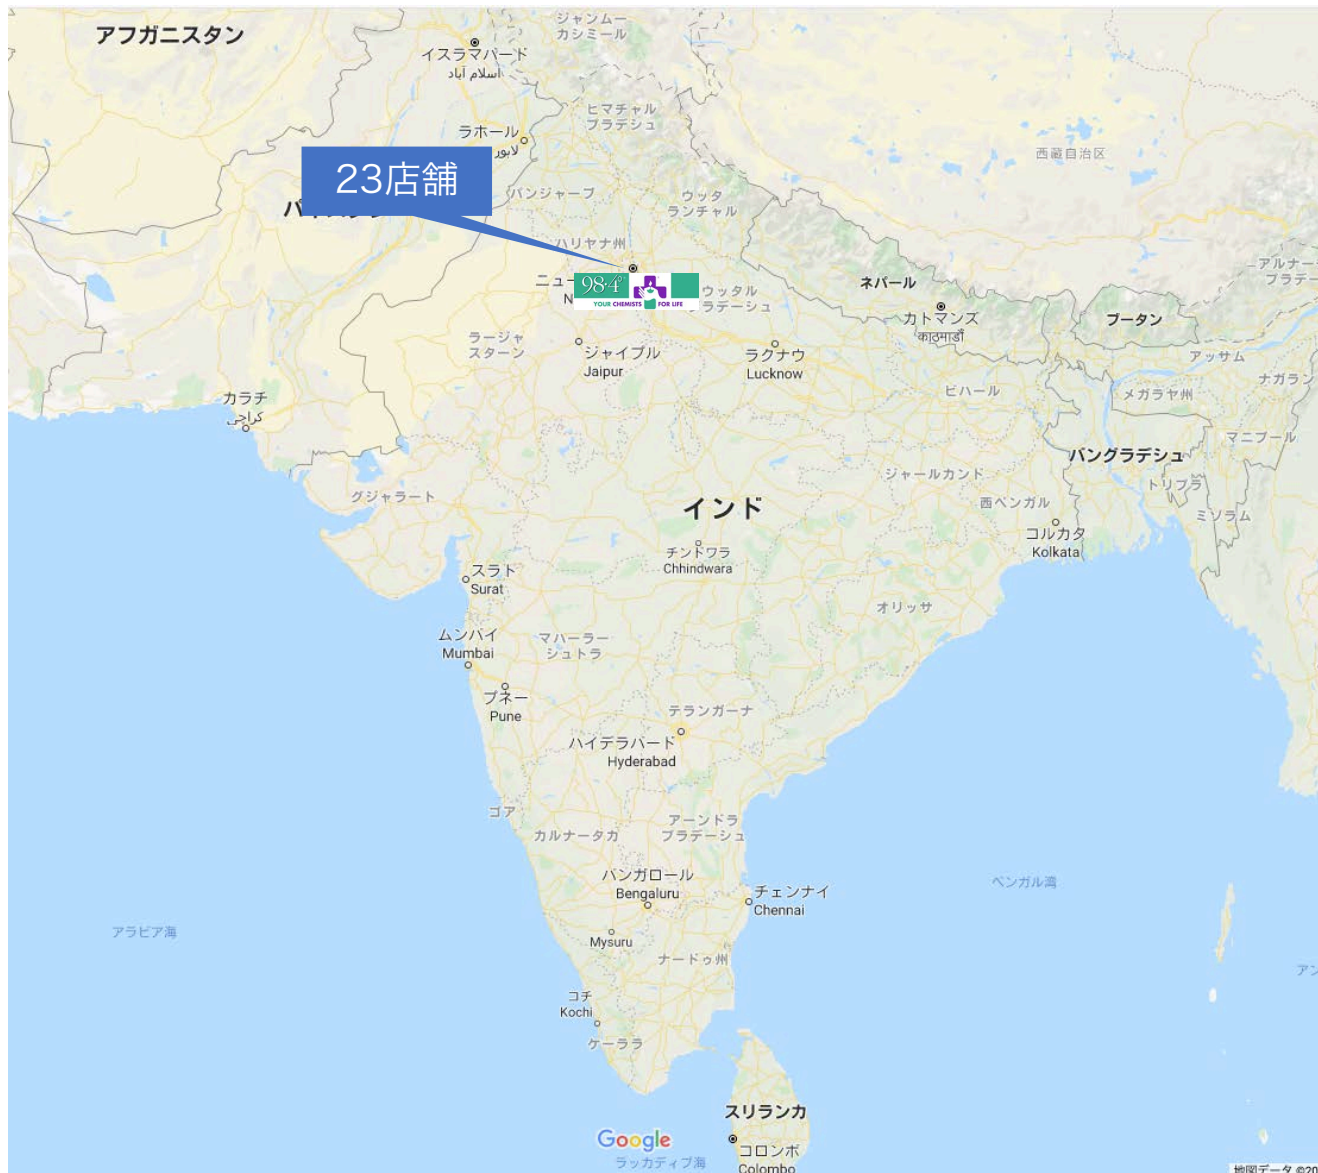 アフガニスタン
ジャンムー
カシミール
イスラマバード
اسلام آباد
ヒマチャル
プラデシュ
ラホール
لاہور
西蔵自治区
23店舗
パンジャーブ
ウッタ
ランチャル
ハリヤナ州
ネパール
98·4°
YOUR CHEMISTS FOR LIFE
ウッタル
プラデーシュ
カトマンズ
काठमाडौं
ブータン
アッサム
ラージャ
スターン
ジャイプル
Jaipur
ラクナウ
Lucknow
ビハール
メガラヤ州
ナガラン
カラチ
کراچی
マニプール
バングラデシュ
ジャールカンド
トリプラ
グジャラート
インド
西ベンガル
ミゾラム
コルカタ
Kolkata
チンドワラ
Chhindwara
スラト
Surat
オリッサ
ムンバイ
Mumbai
マハーラー
シュトラ
プネー
Pune
テランガーナ
ハイデラバード
Hyderabad
ゴア
アーンドラ
プラデーシュ
カルナータカ
バンガロール
Bengaluru
チェンナイ
Chennai
ベンガル湾
アラビア海
Mysuru
ナードゥ州
コチ
Kochi
ケーララ
スリランカ
Google
コロンボ
Colombo
ラッカディブ海
地図データ ©20